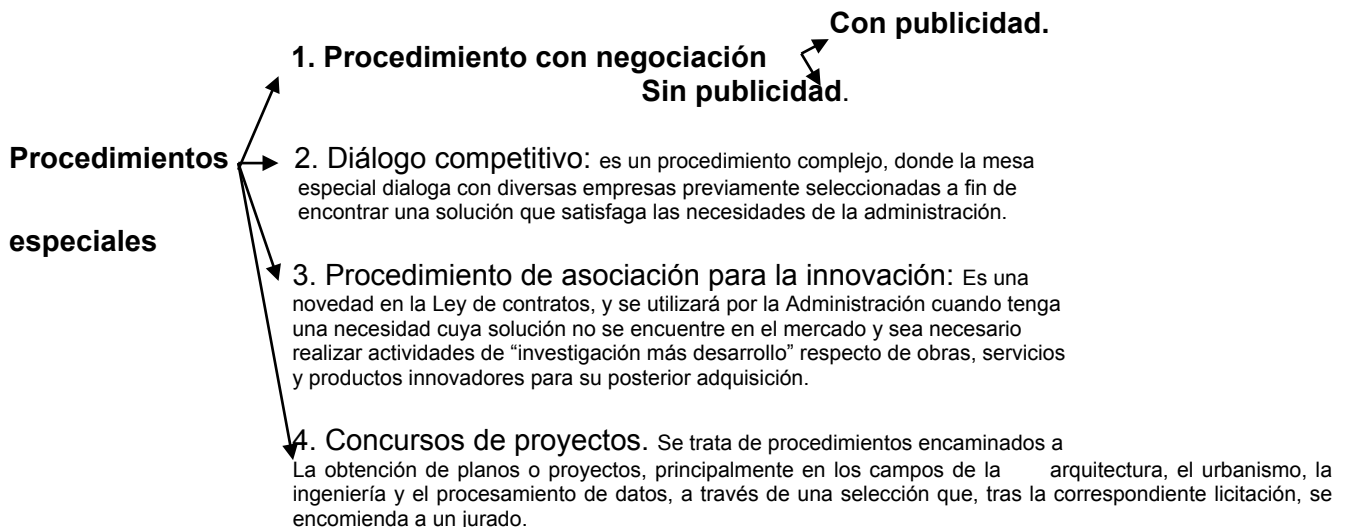 Con publicidad.
1. Procedimiento con negociación
Sin publicidad.
Procedimientos
2. Diálogo competitivo: es un procedimiento complejo, donde la mesa
especial dialoga con diversas empresas previamente seleccionadas a fin de
encontrar una solución que satisfaga las necesidades de la administración.
especiales
3. Procedimiento de asociación para la innovación: Es una
novedad en la Ley de contratos, y se utilizará por la Administración cuando tenga
una necesidad cuya solución no se encuentre en el mercado y sea necesario
realizar actividades de “investigación más desarrollo” respecto de obras, servicios
y productos innovadores para su posterior adquisición.
4. Concursos de proyectos. Se trata de procedimientos encaminados a
La obtención de planos o proyectos, principalmente en los campos de la arquitectura, el urbanismo, la
ingeniería y el procesamiento de datos, a través de una selección que, tras la correspondiente licitación, se
encomienda a un jurado.